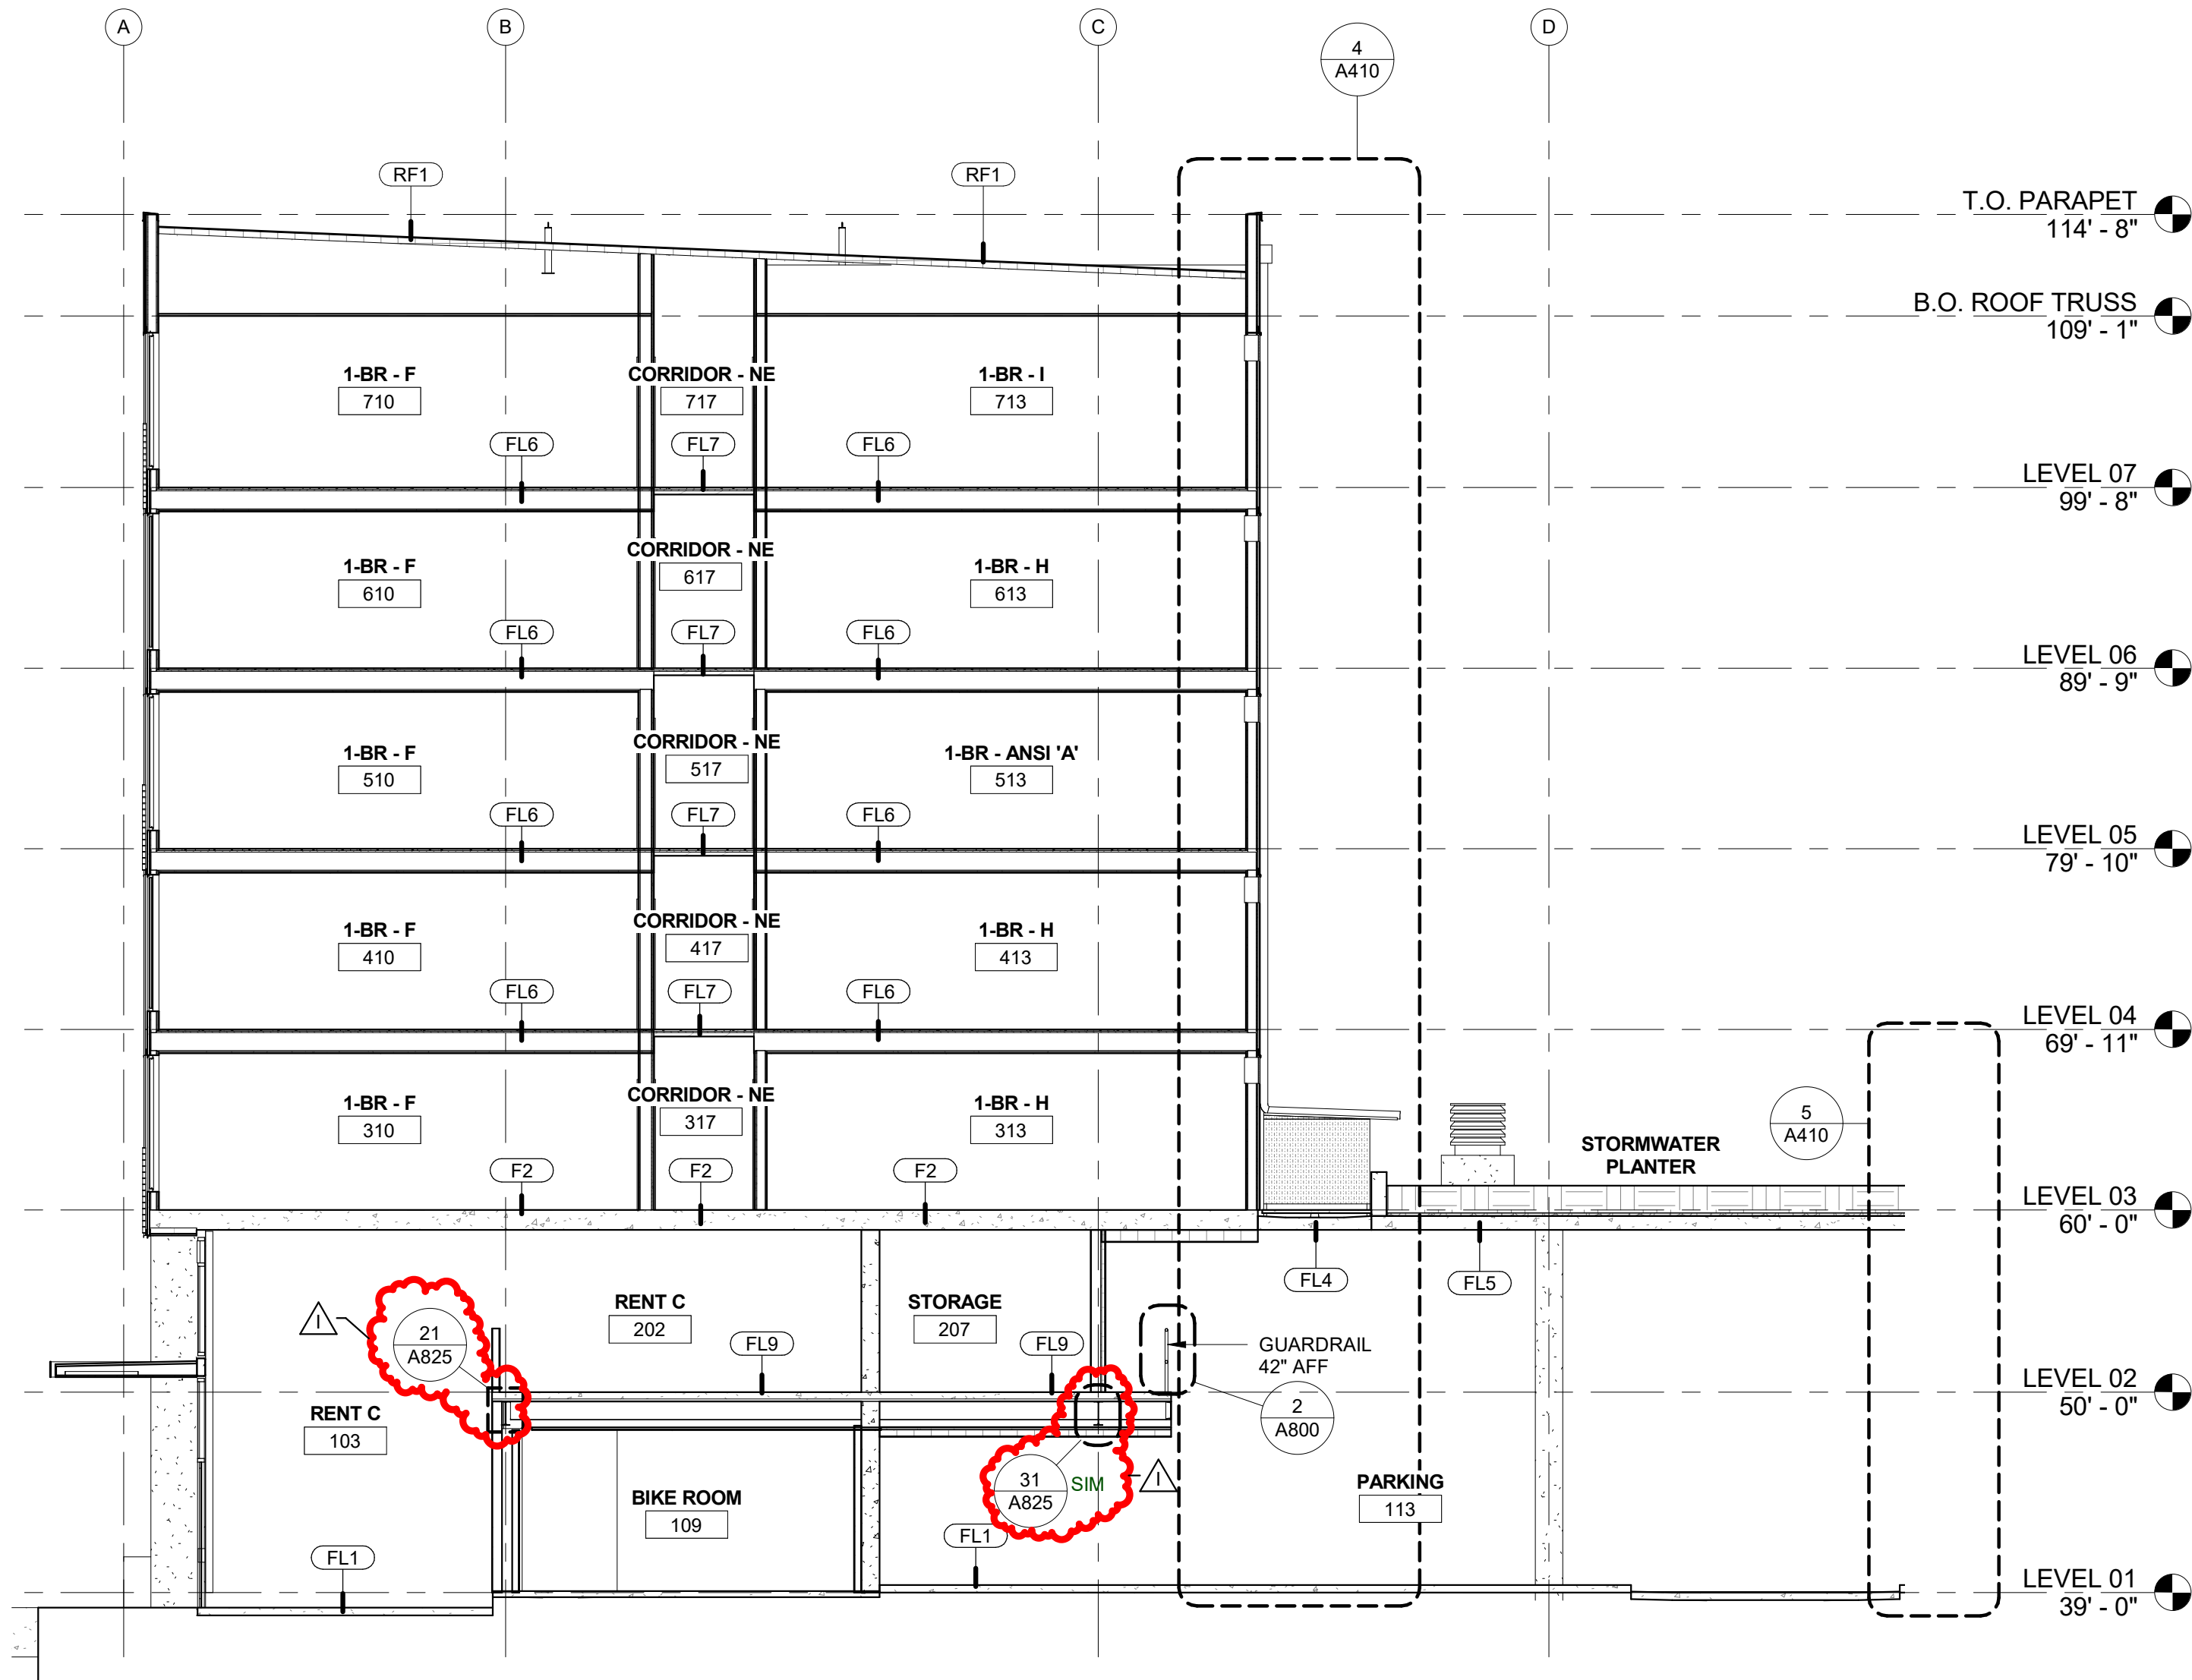 A
B
C
D
4
A410
RF1
RF1
T.O. PARAPET
114' - 8"
B.O. ROOF TRUSS
109' - 1"
1-BR - F
710
CORRIDOR - NE
717
1-BR - I
713
FL6
FL7
FL6
LEVEL 07
99' - 8"
1-BR - F
610
CORRIDOR - NE
617
1-BR - H
613
FL6
FL7
FL6
LEVEL 06
89' - 9"
1-BR - F
510
CORRIDOR - NE
517
1-BR - ANSI 'A'
513
FL6
FL7
FL6
LEVEL 05
79' - 10"
1-BR - F
410
CORRIDOR - NE
417
1-BR - H
413
FL6
FL7
FL6
LEVEL 04
69' - 11"
1-BR - F
310
CORRIDOR - NE
317
1-BR - H
313
5
A410
STORMWATER
PLANTER
F2
F2
F2
LEVEL 03
60' - 0"
FL4
FL5
I
21
A825
RENT C
202
STORAGE
207
FL9
FL9
GUARDRAIL
42" AFF
2
A800
LEVEL 02
50' - 0"
RENT C
103
31
A825
SIM
I
BIKE ROOM
109
PARKING
113
FL1
FL1
LEVEL 01
39' - 0"